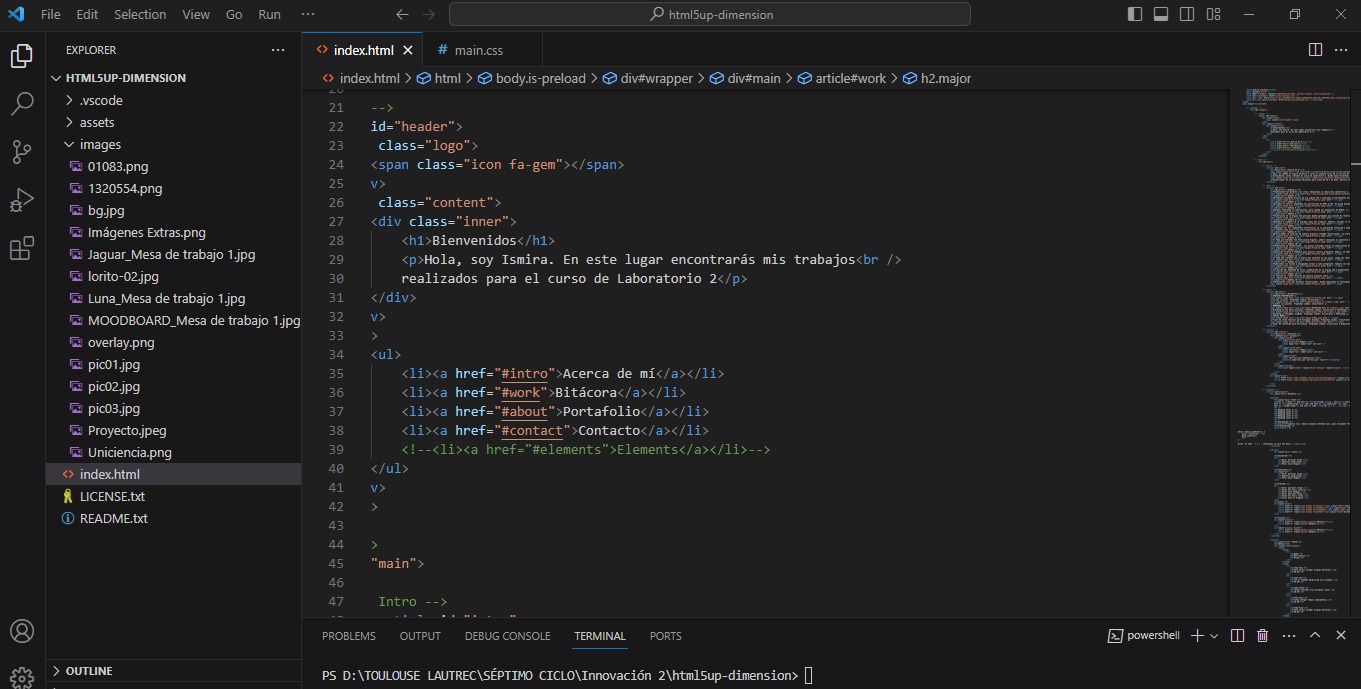 File Edit Selection View Go Run ··· html5up-dimension
EXPLORER ···
index.html
# main.css
HTML5UP-DIMENSION
index.html > html > body.is-preload > div#wrapper > div#main > article#work > h2.major
.vscode
assets
images
01083.png
1320554.png
bg.jpg
Imágenes Extras.png
Jaguar_Mesa de trabajo 1.jpg
lorito-02.jpg
Luna_Mesa de trabajo 1.jpg
MOODBOARD_Mesa de trabajo 1.jpg
overlay.png
pic01.jpg
pic02.jpg
pic03.jpg
Proyecto.jpeg
Uniciencia.png
index.html
LICENSE.txt
README.txt
OUTLINE
20
21 -->
22 id="header">
23 class="logo">
24 <span class="icon fa-gem"></span>
25 v>
26 class="content">
27 <div class="inner">
28 <h1>Bienvenidos</h1>
29 <p>Hola, soy Ismira. En este lugar encontrarás mis trabajos<br />
30 realizados para el curso de Laboratorio 2</p>
31 </div>
32 v>
33 >
34 <ul>
35 <li><a href="#intro">Acerca de mí</a></li>
36 <li><a href="#work">Bitácora</a></li>
37 <li><a href="#about">Portafolio</a></li>
38 <li><a href="#contact">Contacto</a></li>
39 <!--<li><a href="#elements">Elements</a></li>-->
40 </ul>
41 v>
42 >
43
44 >
45 "main">
46
47 Intro -->
PROBLEMS OUTPUT DEBUG CONSOLE TERMINAL PORTS powershell
PS D:\TOULOUSE LAUTREC\SÉPTIMO CICLO\Innovación 2\html5up-dimension>